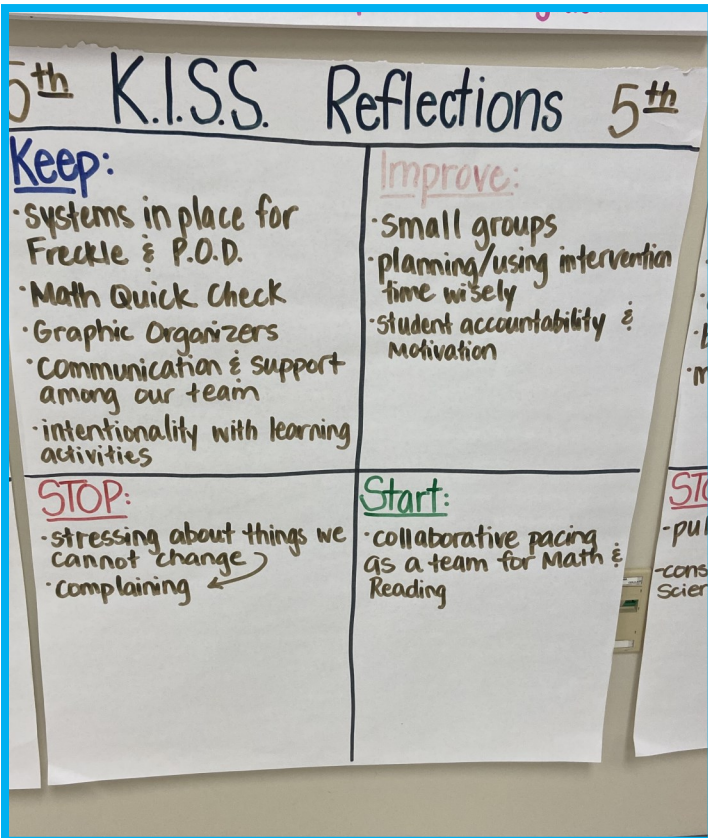 5th K.I.S.S. Reflections 5th
Keep:
·systems in place for
Freckle & P.O.D.
·Math Quick Check
·Graphic Organizers
·Communication & support
among our team
·intentionality with learning
activities
Improve:
·small groups
·planning/using intervention
time wisely
·student accountability &
Motivation
STOP:
·stressing about things we
cannot change
·complaining
Start:
·collaborative pacing
as a team for Math &
Reading